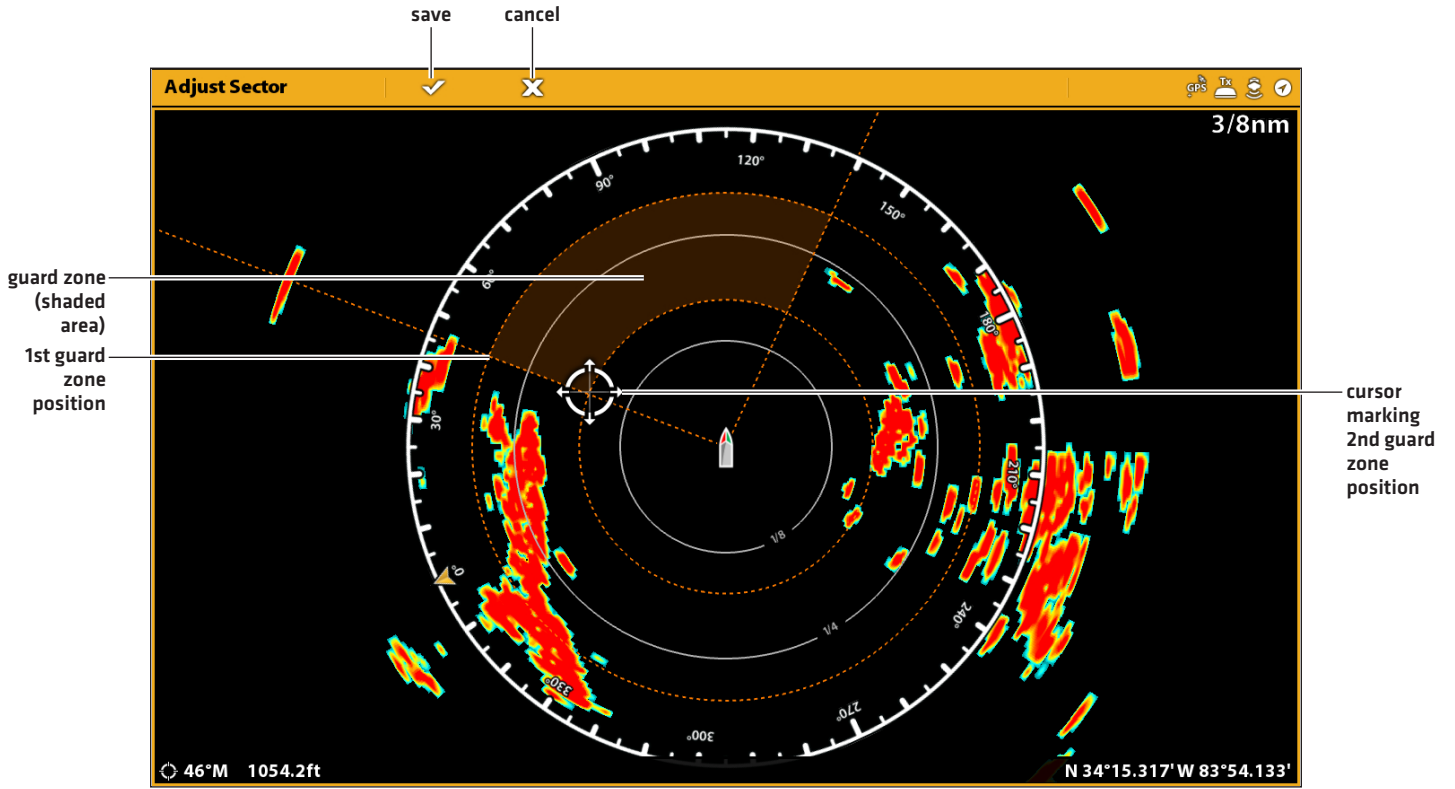 save
cancel
Adjust Sector
GPS
Tx
3/8nm
120°
90°
150°
60°
180°
30°
210°
0°
240°
330°
270°
300°
1/8
1/4
guard zone
(shaded
area)
1st guard
zone
position
cursor
marking
2nd guard
zone
position
46°M 1054.2ft
N 34°15.317' W 83°54.133'